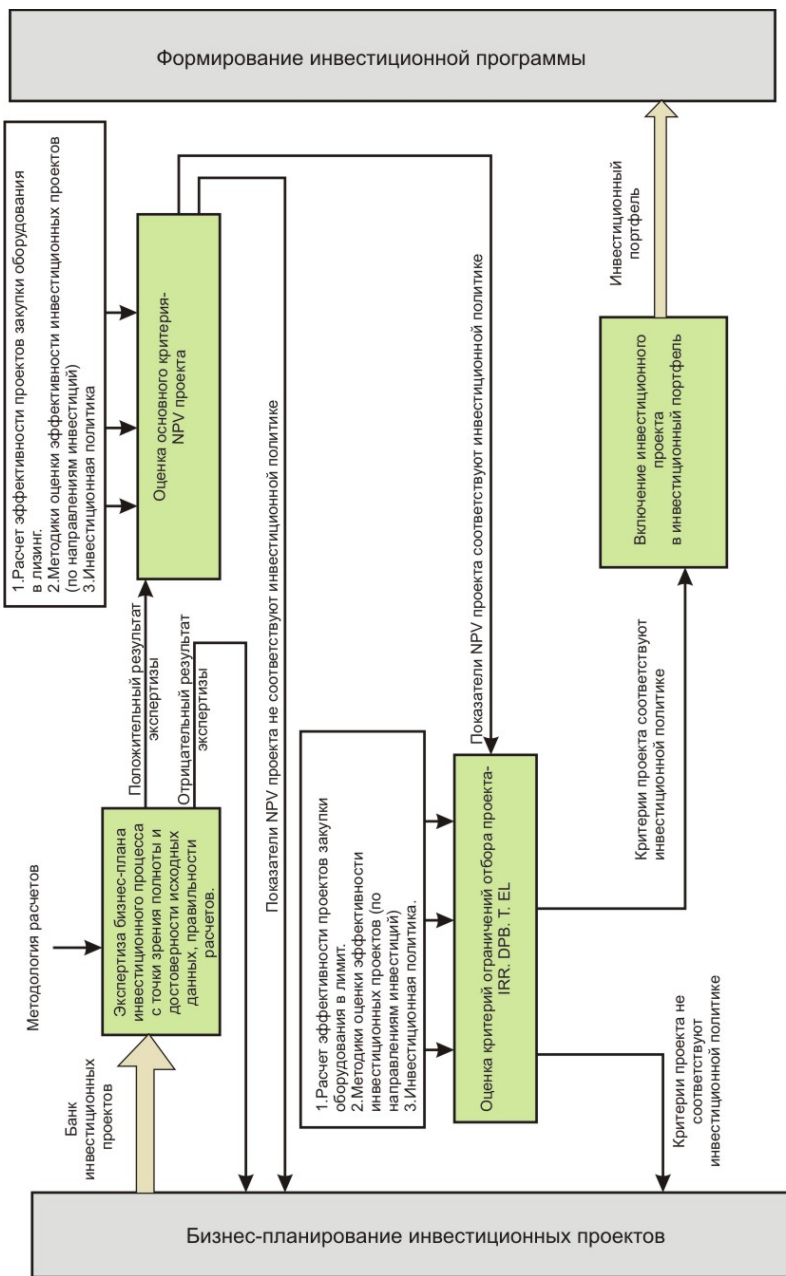 Формирование инвестиционной программы
1.Расчет эффективности проектов закупки оборудования
в лизинг.
2.Методики оценки эффективности инвестиционных проектов
(по направлениям инвестиций)
3.Инвестиционная политика
Оценка основного критерия-
NPV проекта
Положительный результат
экспертизы
Отрицательный результат
экспертизы
Методология расчетов
Экспертиза бизнес-плана
инвестиционного процесса
с точки зрения полноты и
достоверности исходных
данных, правильности
расчетов.
Банк
инвестиционных
проектов
Показатели NPV проекта не соответствуют инвестиционной политике
Показатели NPV проекта соответствуют инвестиционной политике
1.Расчет эффективности проектов закупки
оборудования в лимит.
2.Методики оценки эффективности
инвестиционных проектов (по
направлениям инвестиций)
3.Инвестиционная политика.
Оценка критериев ограничений отбора проекта-
IRR. DPB. T. EL
Инвестиционный
портфель
Включение инвестиционного
проекта
в инвестиционный портфель
Критерии проекта соответствуют
инвестиционной политике
Критерии проекта не
соответствуют
инвестиционной политике
Бизнес-планирование инвестиционных проектов